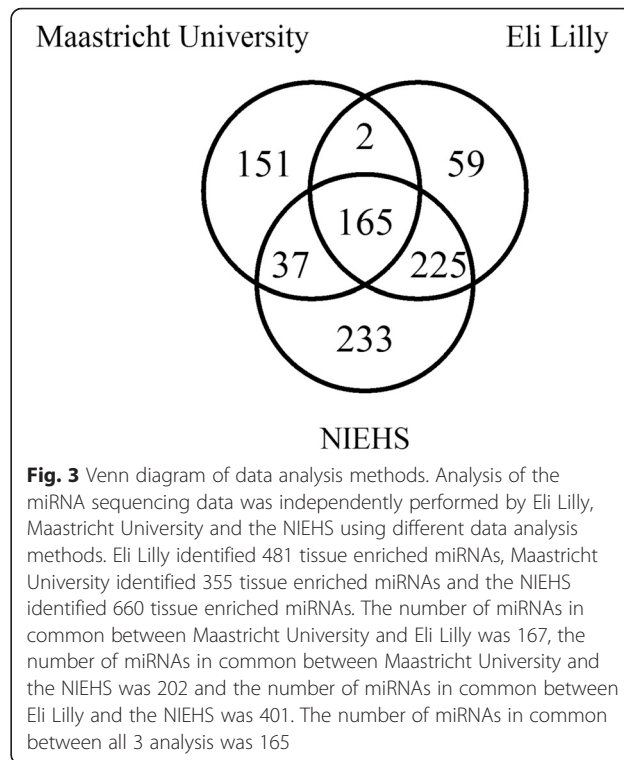 Maastricht University
Eli Lilly
2
151
59
165
37
225
233
NIEHS
Fig. 3 Venn diagram of data analysis methods. Analysis of the
miRNA sequencing data was independently performed by Eli Lilly,
Maastricht University and the NIEHS using different data analysis
methods. Eli Lilly identified 481 tissue enriched miRNAs, Maastricht
University identified 355 tissue enriched miRNAs and the NIEHS
identified 660 tissue enriched miRNAs. The number of miRNAs in
common between Maastricht University and Eli Lilly was 167, the
number of miRNAs in common between Maastricht University and
the NIEHS was 202 and the number of miRNAs in common between
Eli Lilly and the NIEHS was 401. The number of miRNAs in common
between all 3 analysis was 165